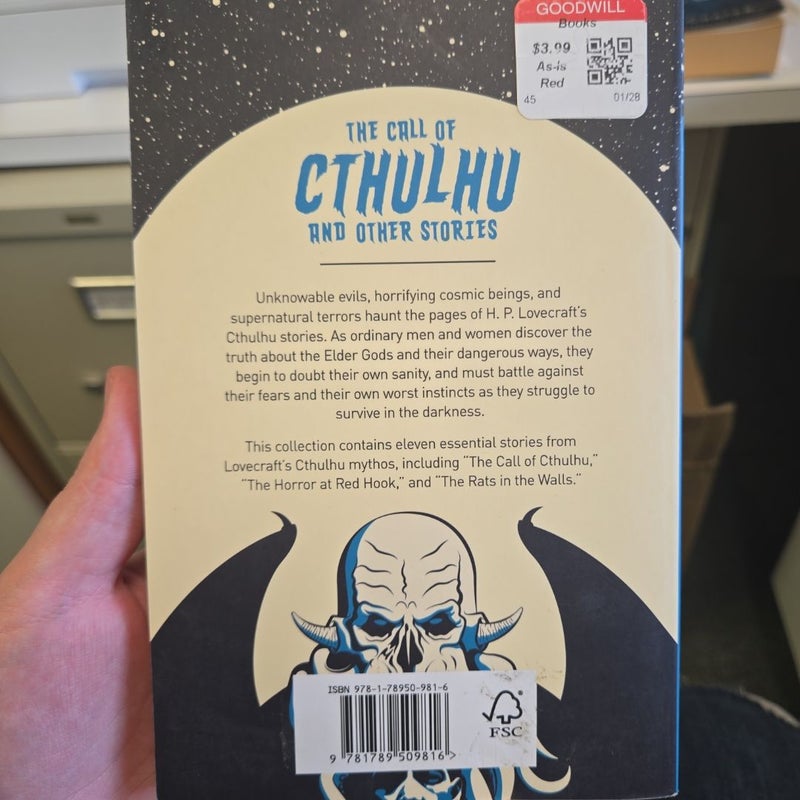 GOODWILL
Books
$3.99
As-is
Red
45 01/28
THE CALL OF
CTHULHU
AND OTHER STORIES
Unknowable evils, horrifying cosmic beings, and
supernatural terrors haunt the pages of H. P. Lovecraft's
Cthulhu stories. As ordinary men and women discover the
truth about the Elder Gods and their dangerous ways, they
begin to doubt their own sanity, and must battle against
their fears and their own worst instincts as they struggle to
survive in the darkness.
This collection contains eleven essential stories from
Lovecraft's Cthulhu mythos, including "The Call of Cthulhu,"
"The Horror at Red Hook," and "The Rats in the Walls."
ISBN 978-1-78950-981-6
9 781789 509816 >
FSC